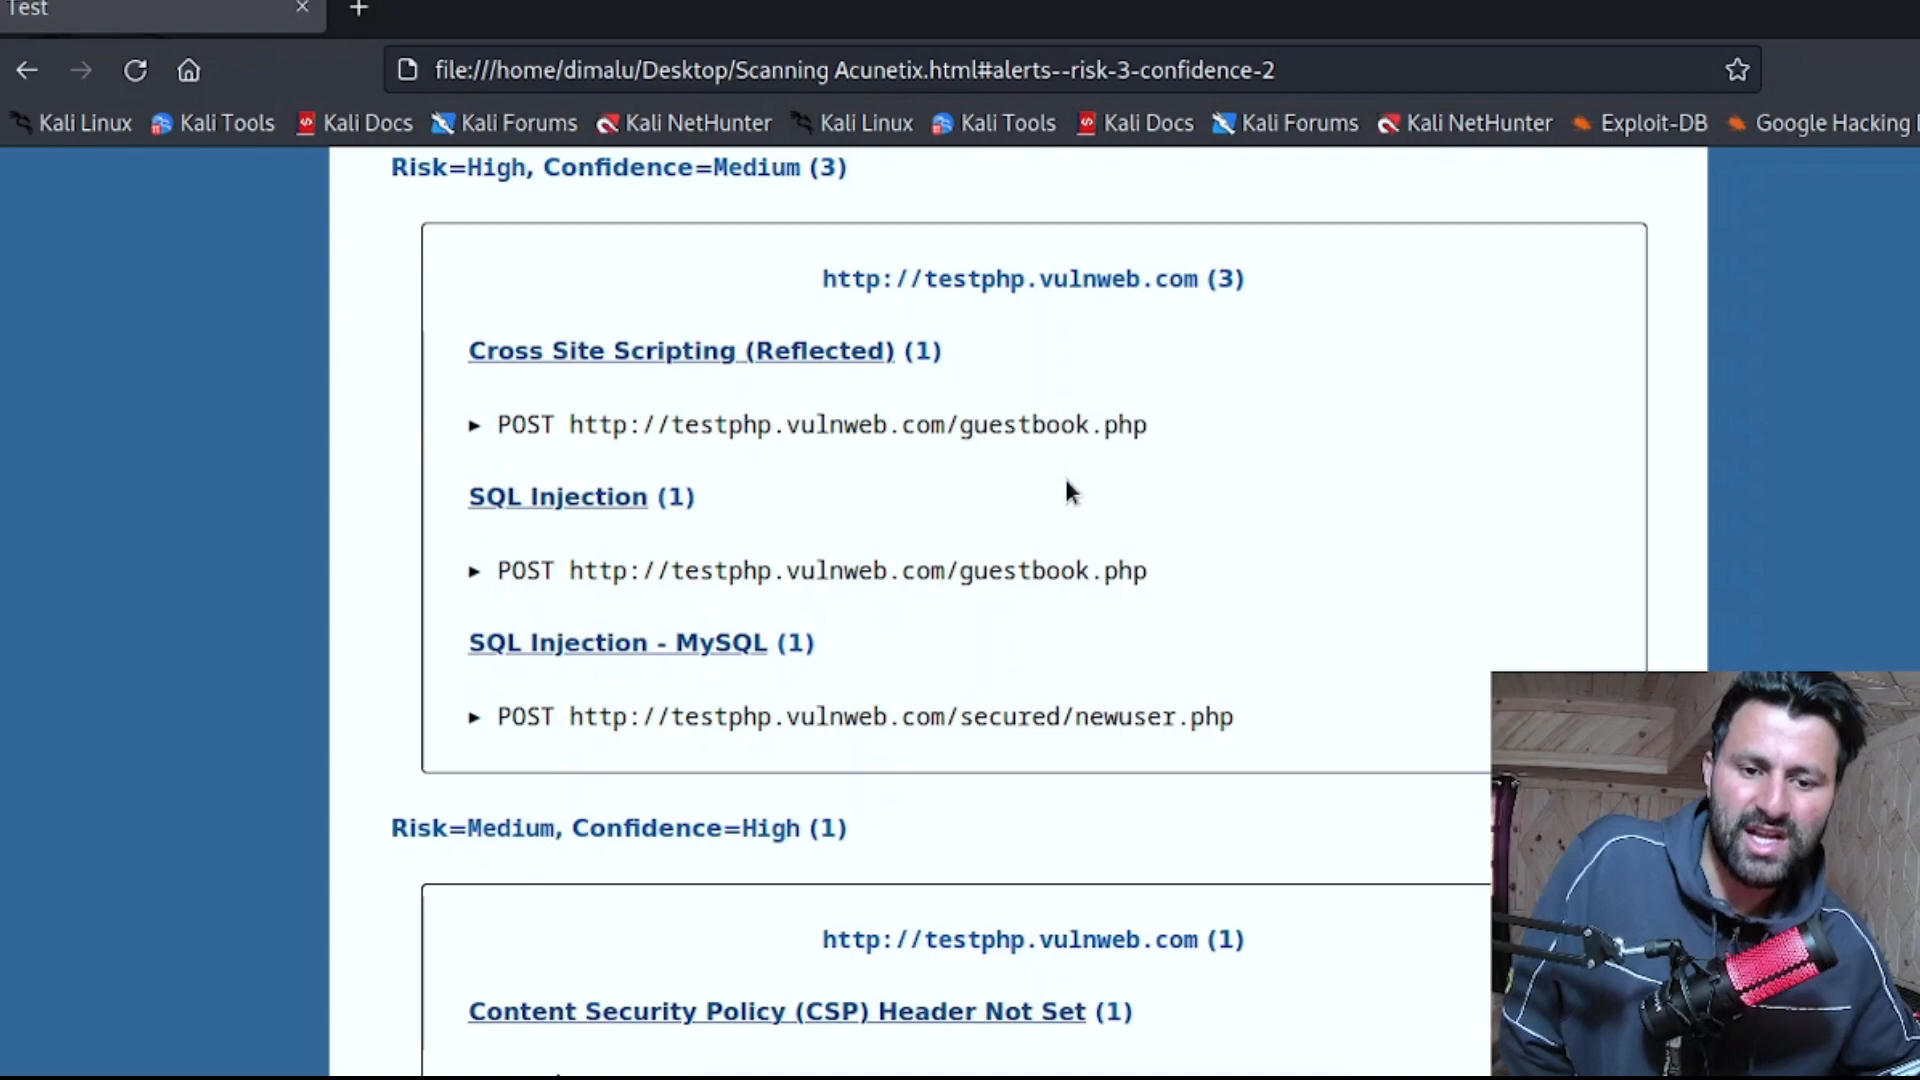 Test
file:///home/dimalu/Desktop/Scanning Acunetix.html#alerts--risk-3-confidence-2
Kali Linux Kali Tools Kali Docs Kali Forums Kali NetHunter Kali Linux Kali Tools Kali Docs Kali Forums Kali NetHunter Exploit-DB Google Hacking
Risk=High, Confidence=Medium (3)
http://testphp.vulnweb.com (3)
Cross Site Scripting (Reflected) (1)
▸ POST http://testphp.vulnweb.com/guestbook.php
SQL Injection (1)
▸ POST http://testphp.vulnweb.com/guestbook.php
SQL Injection - MySQL (1)
▸ POST http://testphp.vulnweb.com/secured/newuser.php
Risk=Medium, Confidence=High (1)
http://testphp.vulnweb.com (1)
Content Security Policy (CSP) Header Not Set (1)